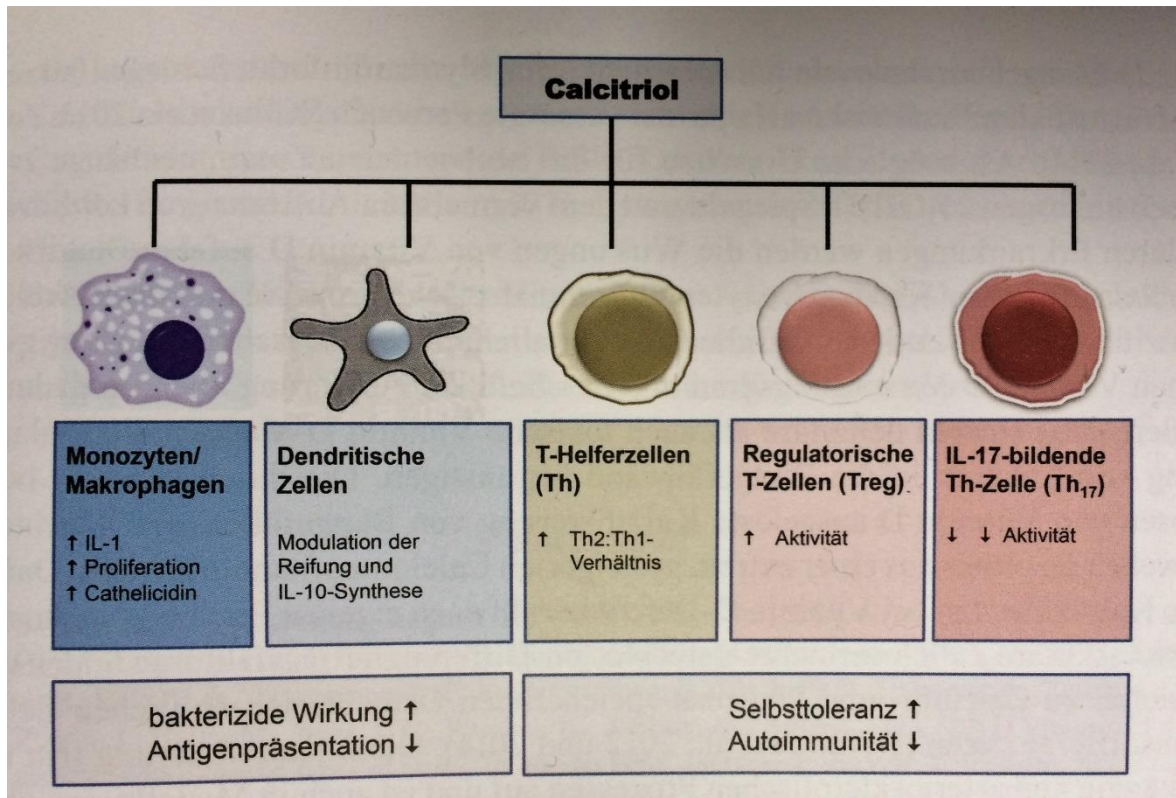 Calcitriol
Monozyten/
Makrophagen
↑ IL-1
↑ Proliferation
↑ Cathelicidin
Dendritische
Zellen
Modulation der
Reifung und
IL-10-Synthese
T-Helferzellen
(Th)
↑ Th2:Th1-
Verhältnis
Regulatorische
T-Zellen (Treg)
↑ Aktivität
IL-17-bildende
Th-Zelle (Th₁₇)
↓ ↓ Aktivität
bakterizide Wirkung ↑
Antigenpräsentation ↓
Selbsttoleranz ↑
Autoimmunität ↓